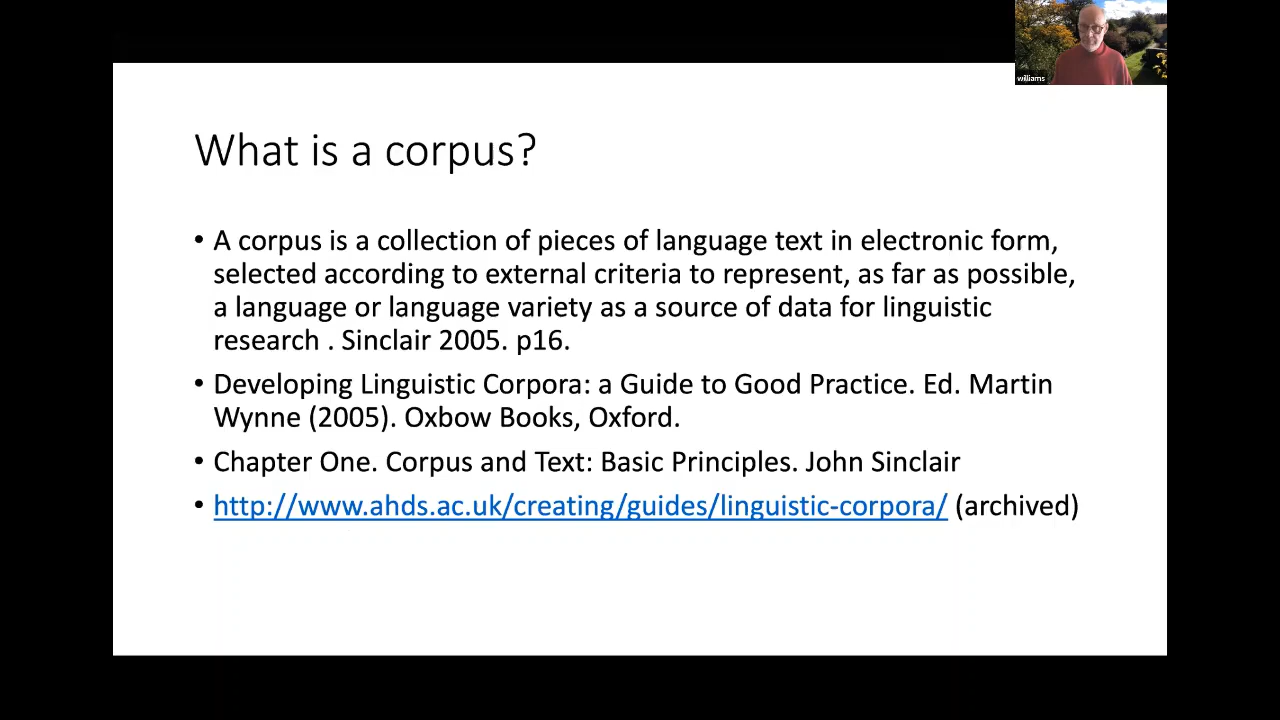 williams
What is a corpus?
• A corpus is a collection of pieces of language text in electronic form,
selected according to external criteria to represent, as far as possible,
a language or language variety as a source of data for linguistic
research . Sinclair 2005. p16.
• Developing Linguistic Corpora: a Guide to Good Practice. Ed. Martin
Wynne (2005). Oxbow Books, Oxford.
• Chapter One. Corpus and Text: Basic Principles. John Sinclair
• http://www.ahds.ac.uk/creating/guides/linguistic-corpora/ (archived)